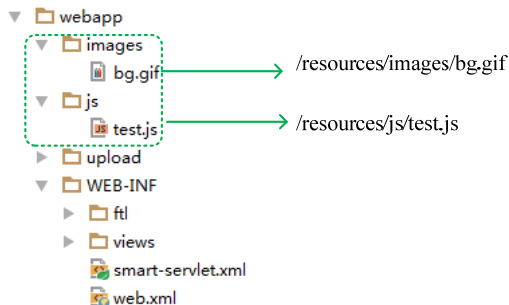 webapp
images
bg.gif
/resources/images/bg.gif
js
test.js
/resources/js/test.js
upload
WEB-INF
ftl
views
smart-servlet.xml
web.xml